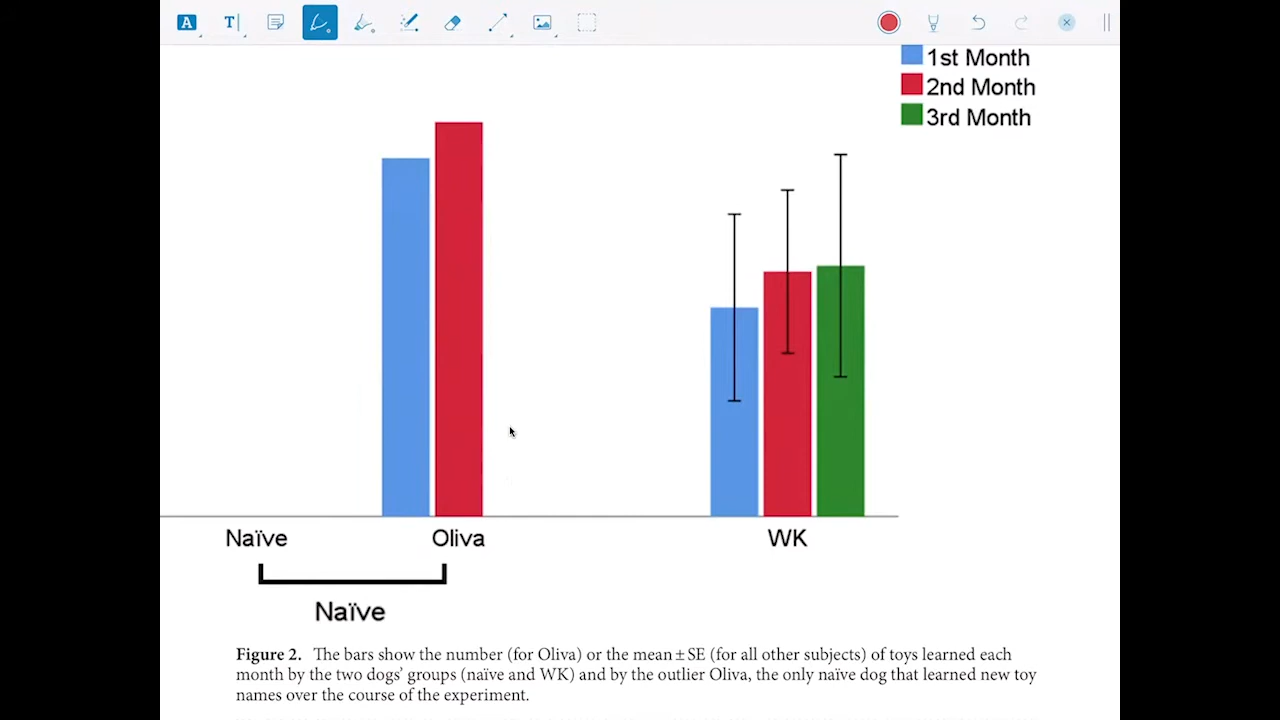 A
T
1st Month
2nd Month
3rd Month
Naïve
Oliva
WK
Naïve
Figure 2. The bars show the number (for Oliva) or the mean ± SE (for all other subjects) of toys learned each
month by the two dogs' groups (naïve and WK) and by the outlier Oliva, the only naïve dog that learned new toy
names over the course of the experiment.